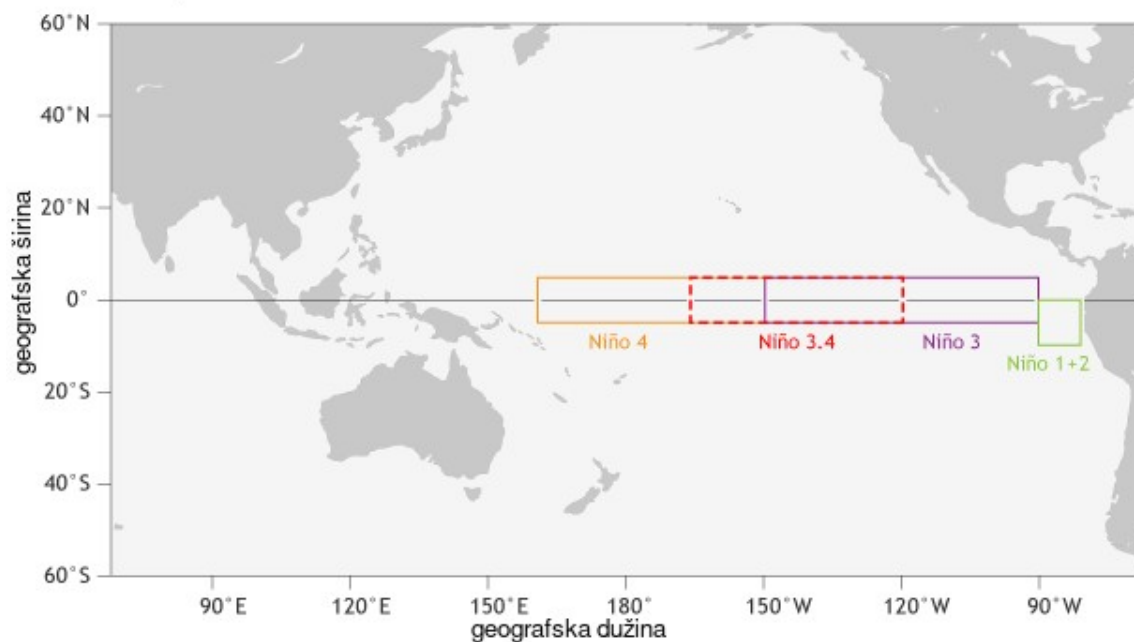 60°N
40°N
20°N
0°
20°S
40°S
60°S
geografska širina
Niño 4
Niño 3.4
Niño 3
Niño 1+2
90°E
120°E
150°E
180°
150°W
120°W
90°W
geografska dužina